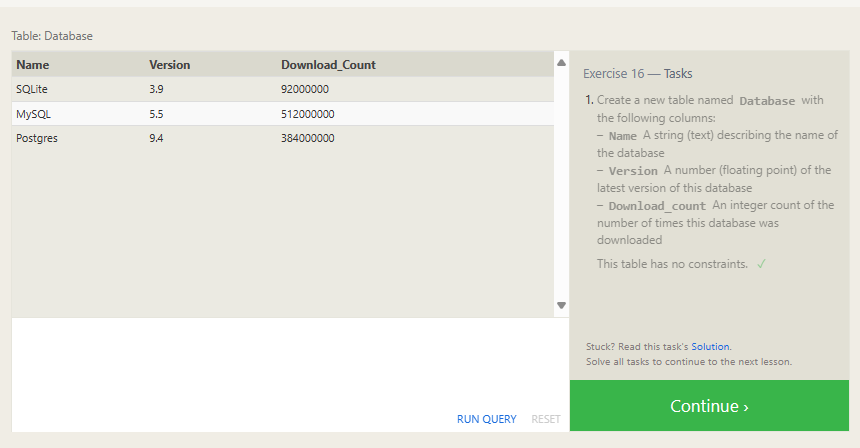 Table: Database
Name Version Download_Count
SQLite 3.9 92000000
MySQL 5.5 512000000
Postgres 9.4 384000000
RUN QUERY RESET
Exercise 16 — Tasks
1. Create a new table named Database with
the following columns:
– Name A string (text) describing the name of
the database
– Version A number (floating point) of the
latest version of this database
– Download_count An integer count of the
number of times this database was
downloaded
This table has no constraints. ✓
Stuck? Read this task's Solution.
Solve all tasks to continue to the next lesson.
Continue ›